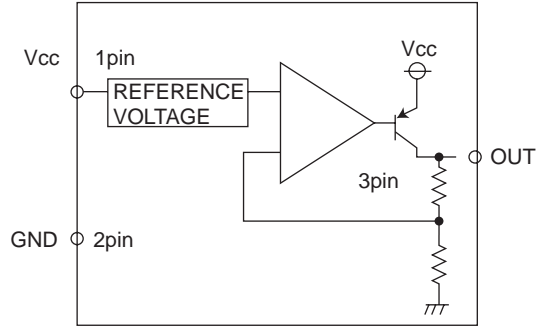 Vcc
Vcc 1pin
REFERENCE
VOLTAGE
OUT
3pin
GND 2pin